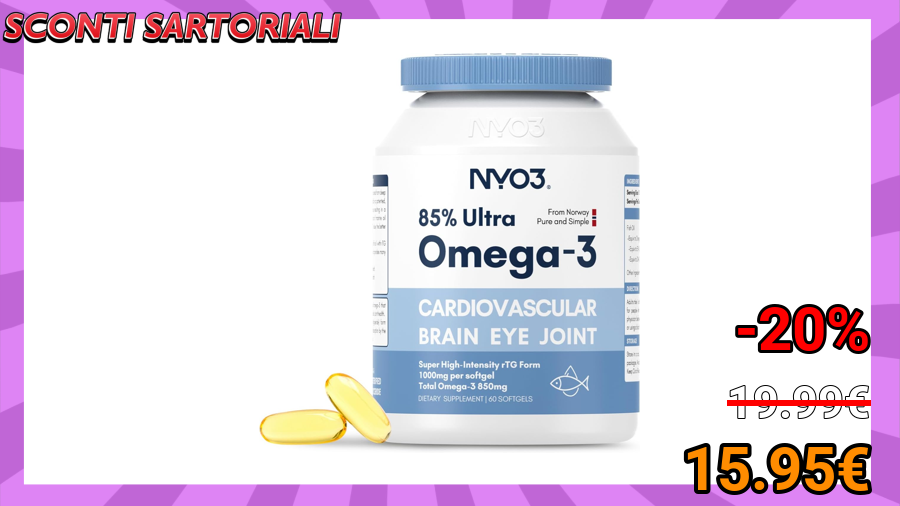 SCONTI SARTORIALI
NYO3
NYO3®
85% Ultra
From Norway
Pure and Simple
Omega-3
CARDIOVASCULAR
BRAIN EYE JOINT
Super High-Intensity rTG Form
1000mg per softgel
Total Omega-3 850mg
DIETARY SUPPLEMENT | 60 SOFTGELS
-20%
19.99€
15.95€